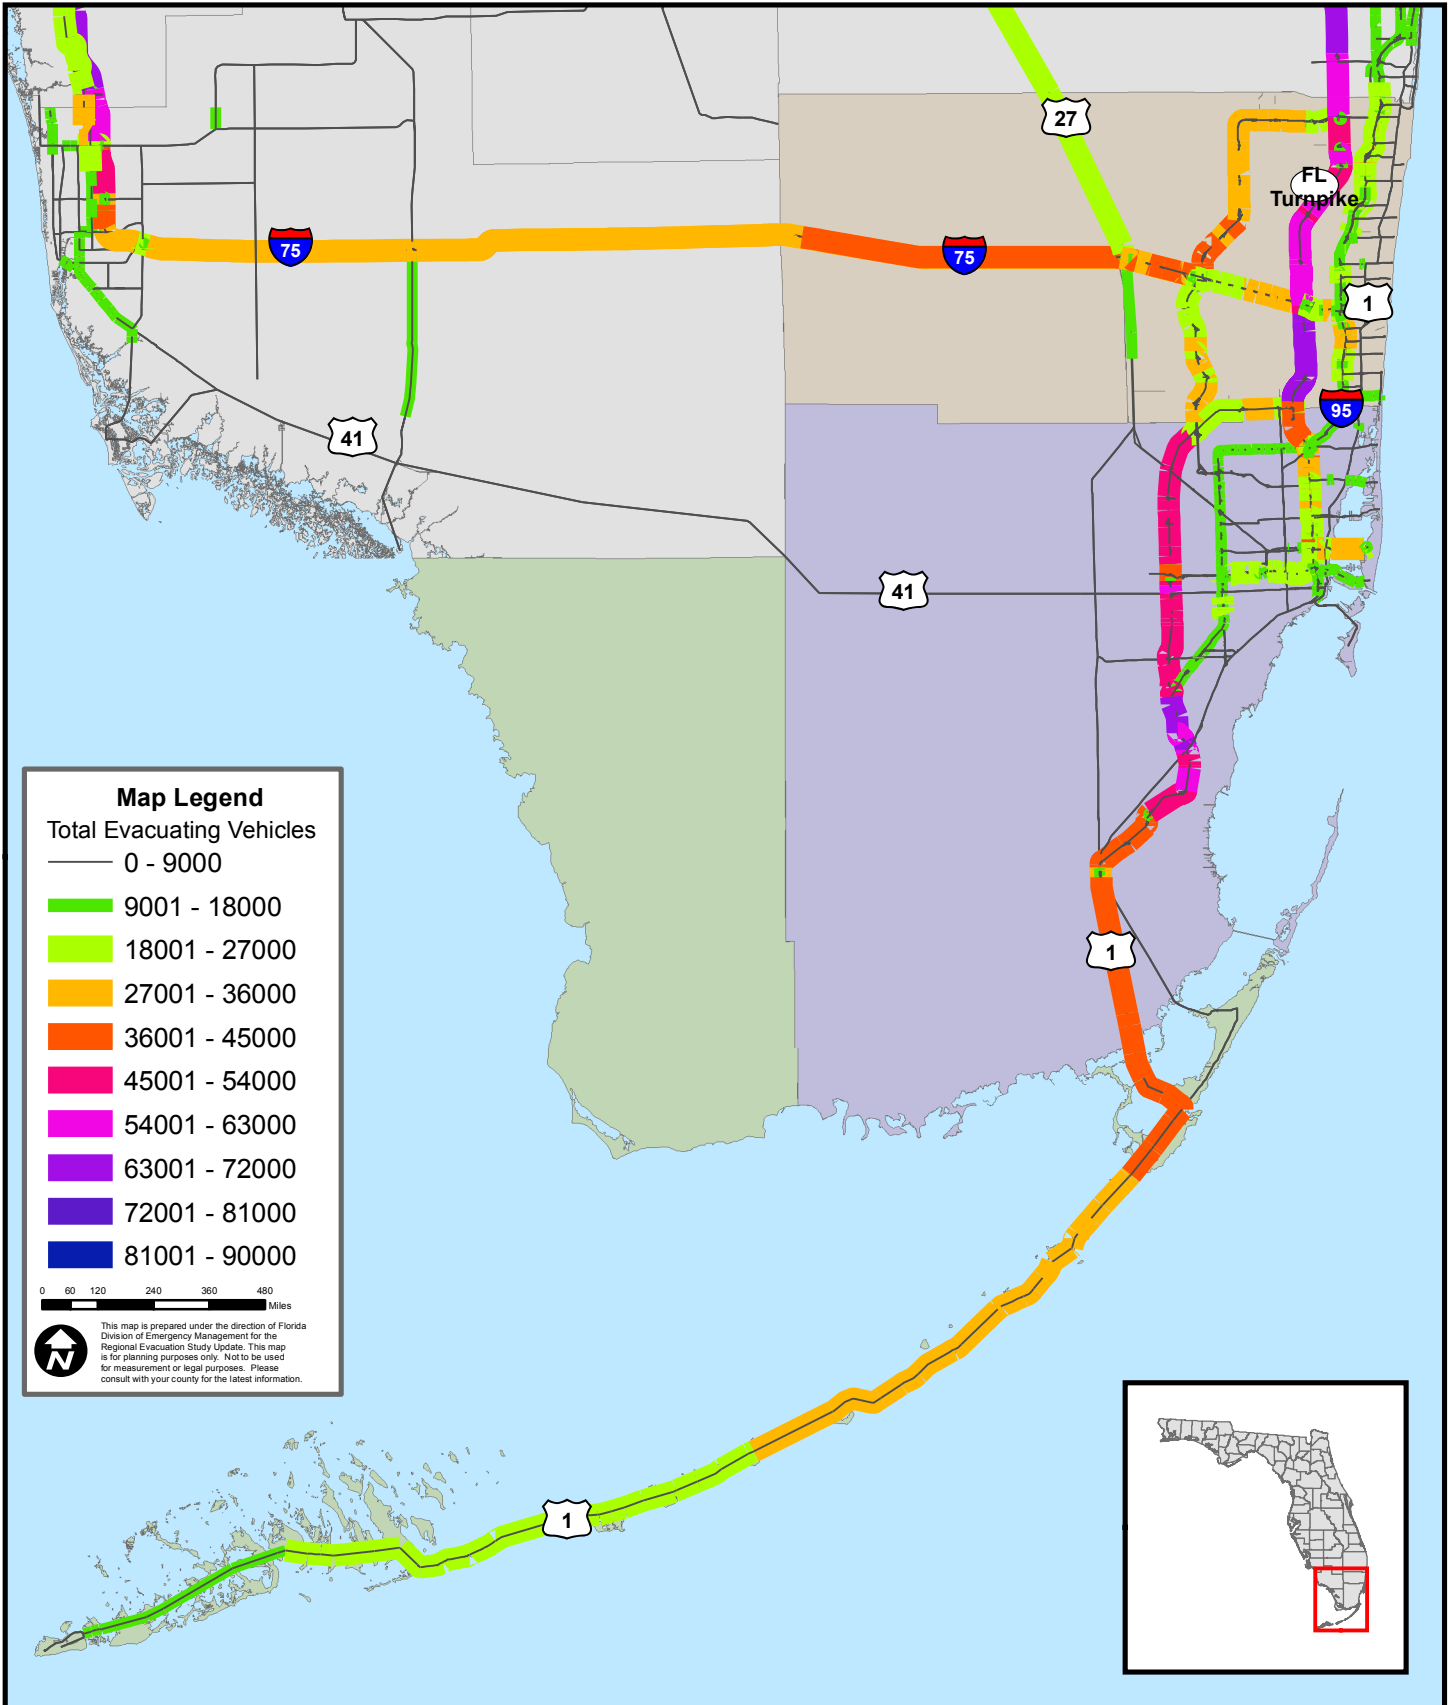 27
FL
Turnpike
75
75
1
95
41
41
1
Map Legend
Total Evacuating Vehicles
0 - 9000
9001 - 18000
18001 - 27000
27001 - 36000
36001 - 45000
45001 - 54000
54001 - 63000
63001 - 72000
72001 - 81000
81001 - 90000
0 60 120 240 360 480
Miles
N
This map is prepared under the direction of Florida
Division of Emergency Management for the
Regional Evacuation Study Update. This map
is for planning purposes only. Not to be used
for measurement or legal purposes. Please
consult with your county for the latest information.
1